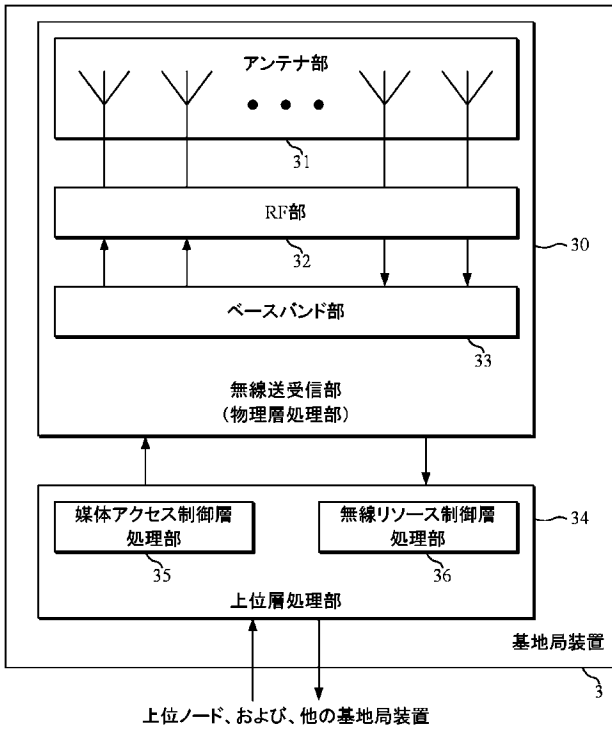 アンテナ部
31
RF部
32
30
ベースバンド部
33
無線送受信部
(物理層処理部)
媒体アクセス制御層
処理部
35
無線リソース制御層
処理部
36
34
上位層処理部
基地局装置
3
上位ノード、および、他の基地局装置